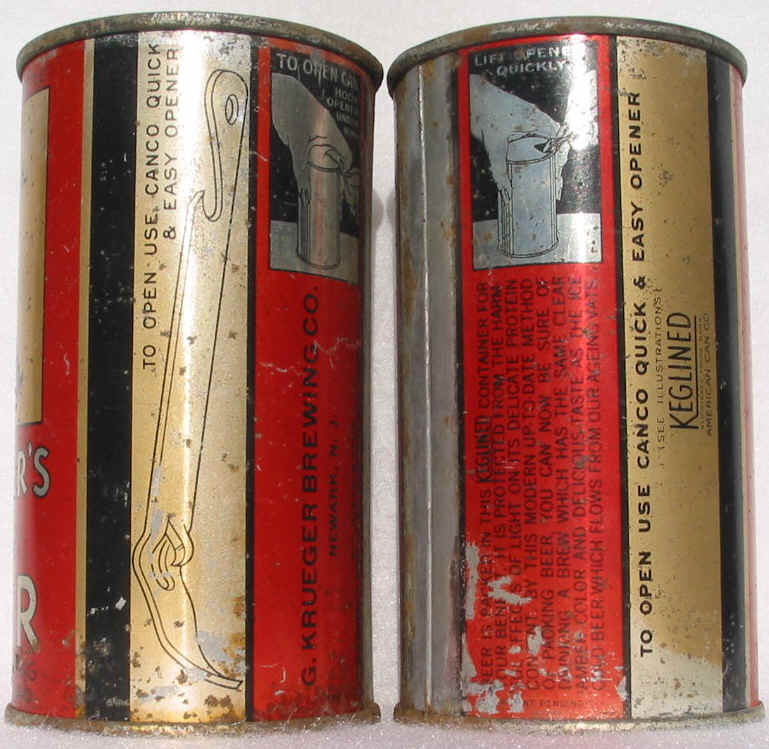 TO OPEN USE CANCO QUICK
& EASY OPENER
TO OPEN CAN
HOOK
OPENER
UNDER
R'S
R
G. KRUEGER BREWING CO.
NEWARK, N. J.
LIFT OPENER
QUICKLY
BEER IS PACKED IN THIS KEGLINED CONTAINER FOR
YOUR BENEFIT. IT IS PROTECTED FROM THE HARM-
EFFECT OF LIGHT ON ITS DELICATE PROTEIN
CONTENT. BY THIS MODERN UP-TO-DATE METHOD
OF PACKING BEER YOU CAN NOW BE SURE OF
DRINKING A BREW WHICH HAS THE SAME CLEAR
AMBER COLOR AND DELICIOUS TASTE AS THE ICE
COLD BEER WHICH FLOWS FROM OUR AGEING VATS.
TO OPEN USE CANCO QUICK & EASY OPENER
(SEE ILLUSTRATIONS)
KEGLINED
AMERICAN CAN CO